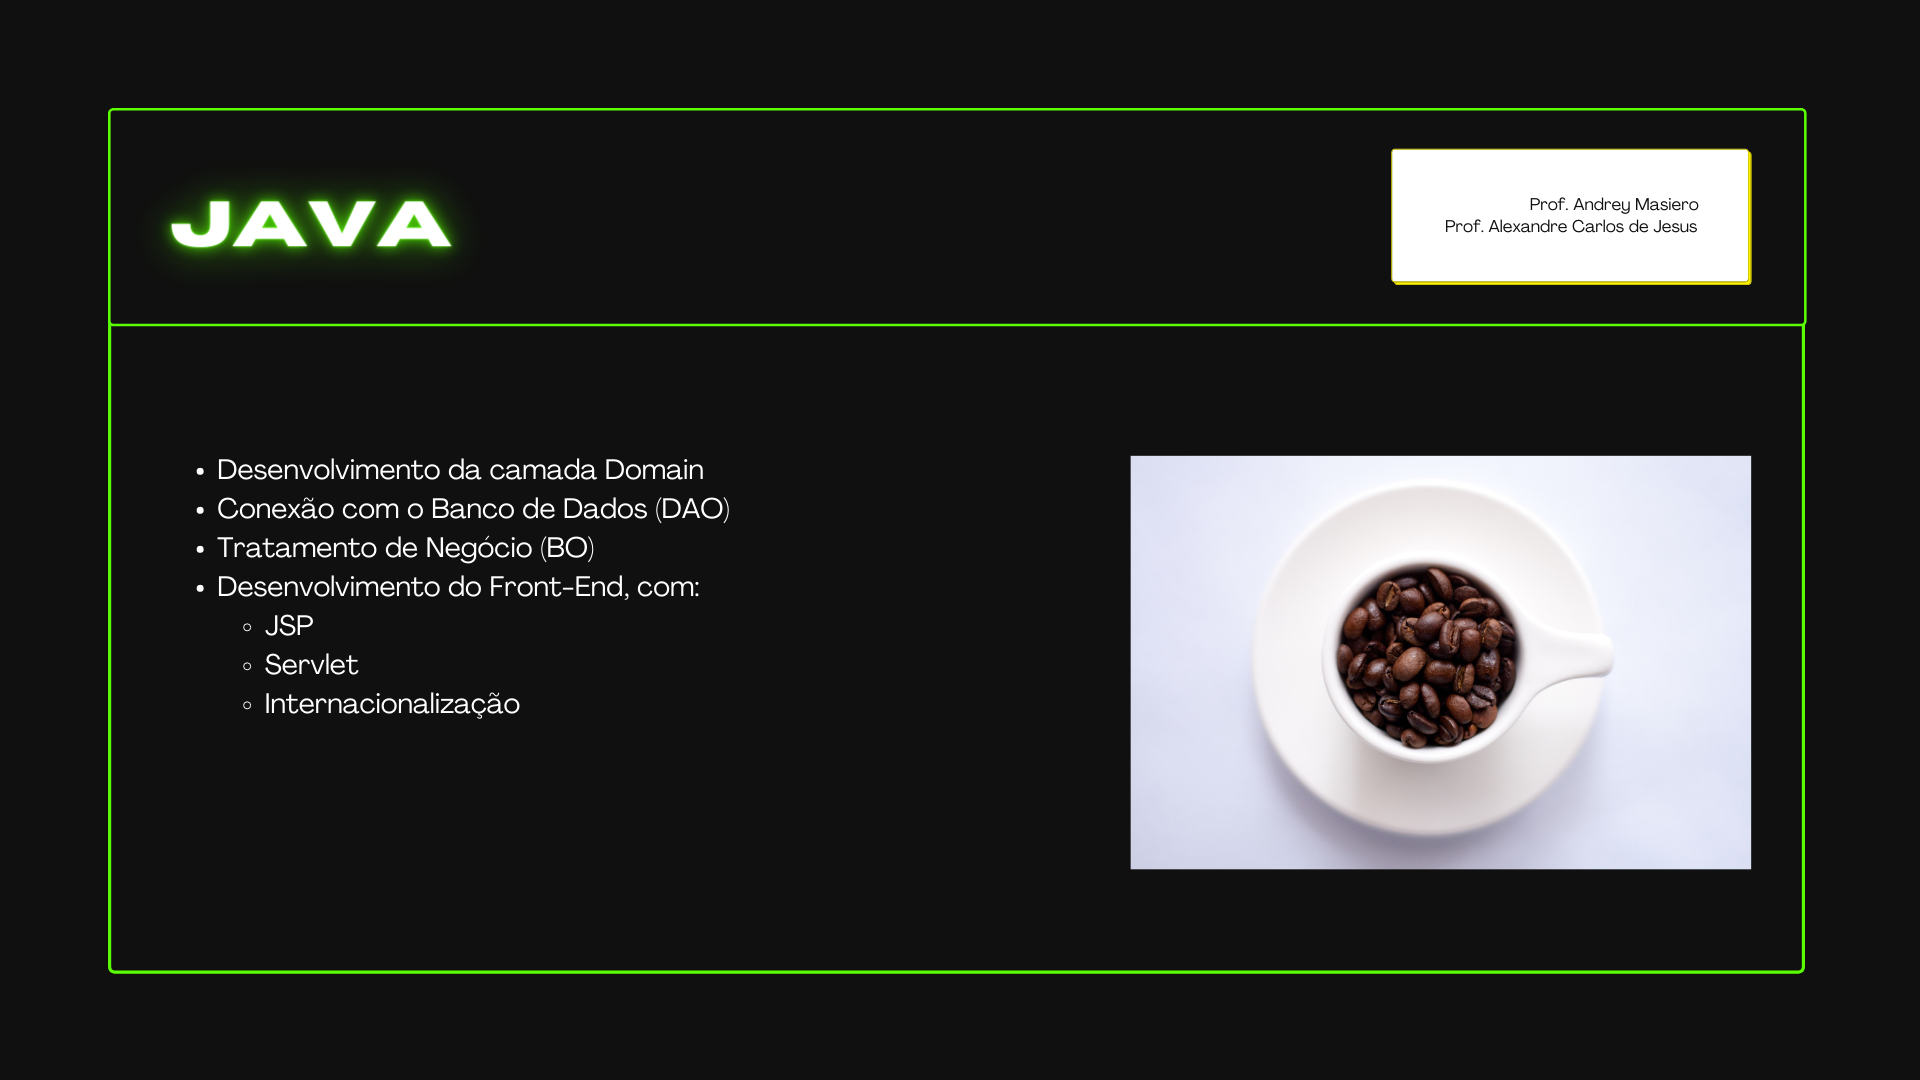 JAVA
Prof. Andrey Masiero
Prof. Alexandre Carlos de Jesus
• Desenvolvimento da camada Domain
• Conexão com o Banco de Dados (DAO)
• Tratamento de Negócio (BO)
• Desenvolvimento do Front-End, com:
◦ JSP
◦ Servlet
◦ Internacionalização